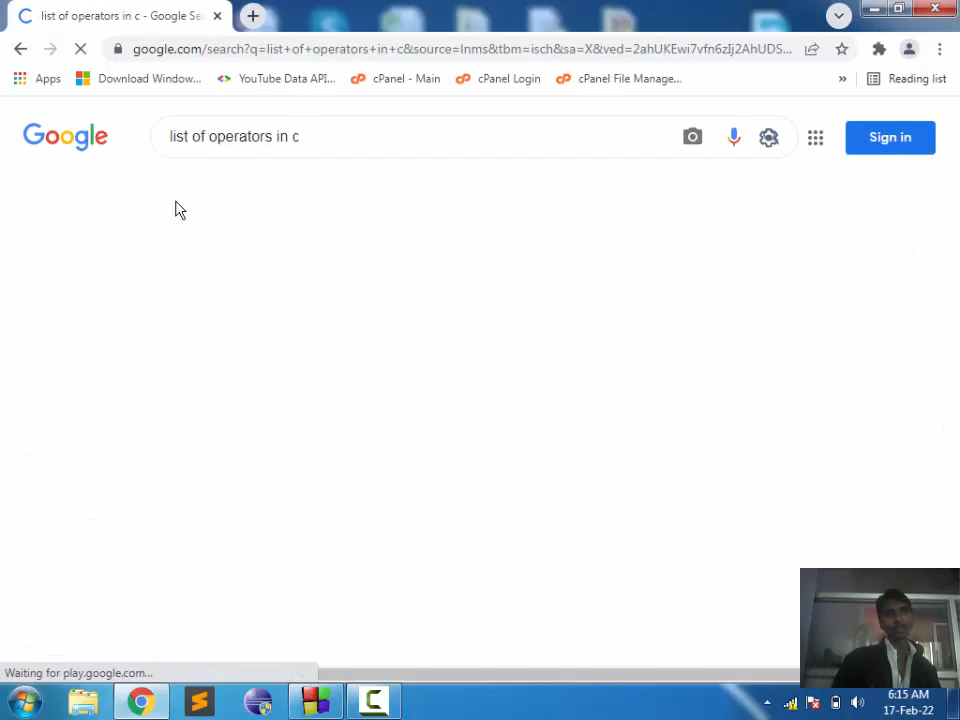 list of operators in c - Google Sea
google.com/search?q=list+of+operators+in+c&source=lnms&tbm=isch&sa=X&ved=2ahUKEwi7vfn6zIj2AhUDS...
Apps Download Window... YouTube Data API... cPanel - Main cPanel Login cPanel File Manage... » Reading list
Google list of operators in c Sign in
Waiting for play.google.com...
6:15 AM
17-Feb-22